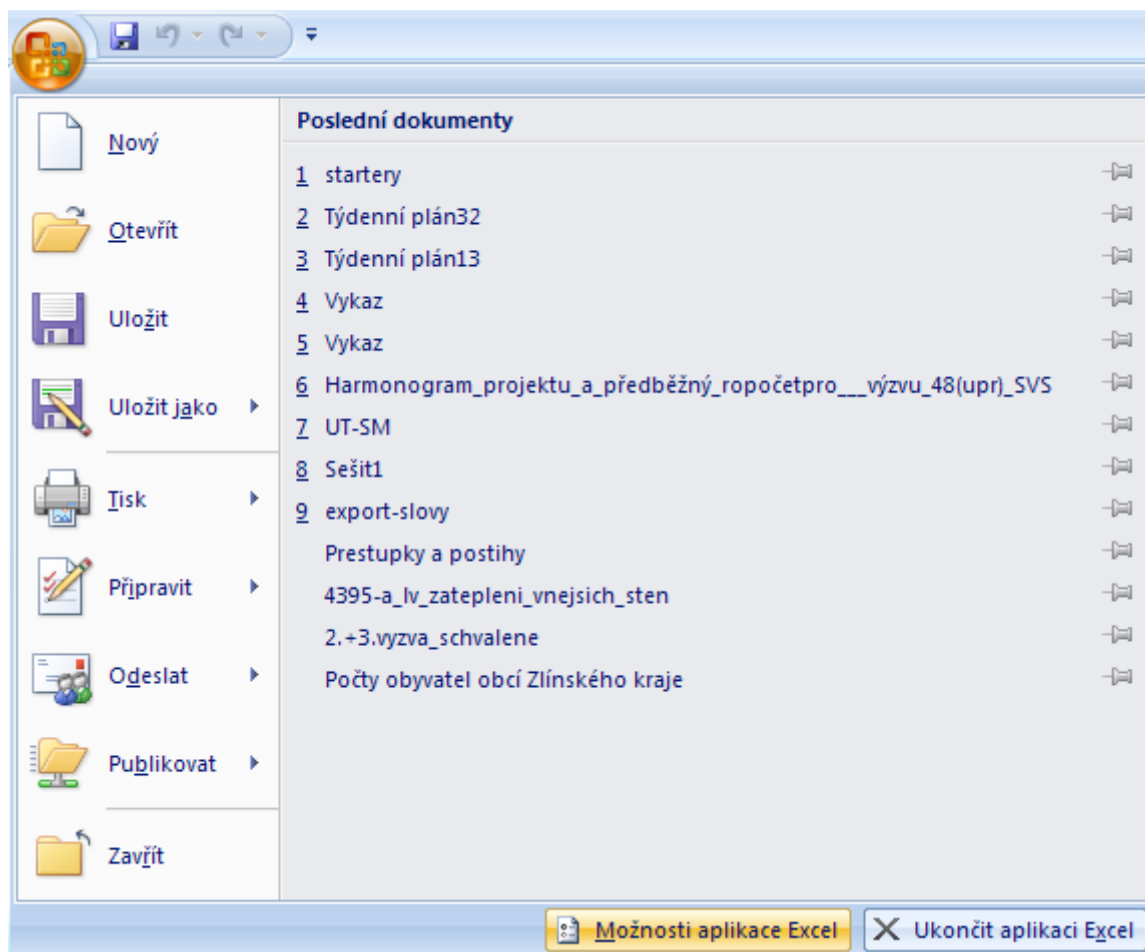 Nový
Otevřít
Uložit
Uložit jako
Tisk
Připravit
Odeslat
Publikovat
Zavřít
Poslední dokumenty
1 startery
2 Týdenní plán32
3 Týdenní plán13
4 Vykaz
5 Vykaz
6 Harmonogram_projektu_a_předběžný_ropočetpro___výzvu_48(upr)_SVS
7 UT-SM
8 Sešit1
9 export-slovy
Prestupky a postihy
4395-a_lv_zatepleni_vnejsich_sten
2.+3.vyzva_schvalene
Počty obyvatel obcí Zlínského kraje
Možnosti aplikace Excel
Ukončit aplikaci Excel